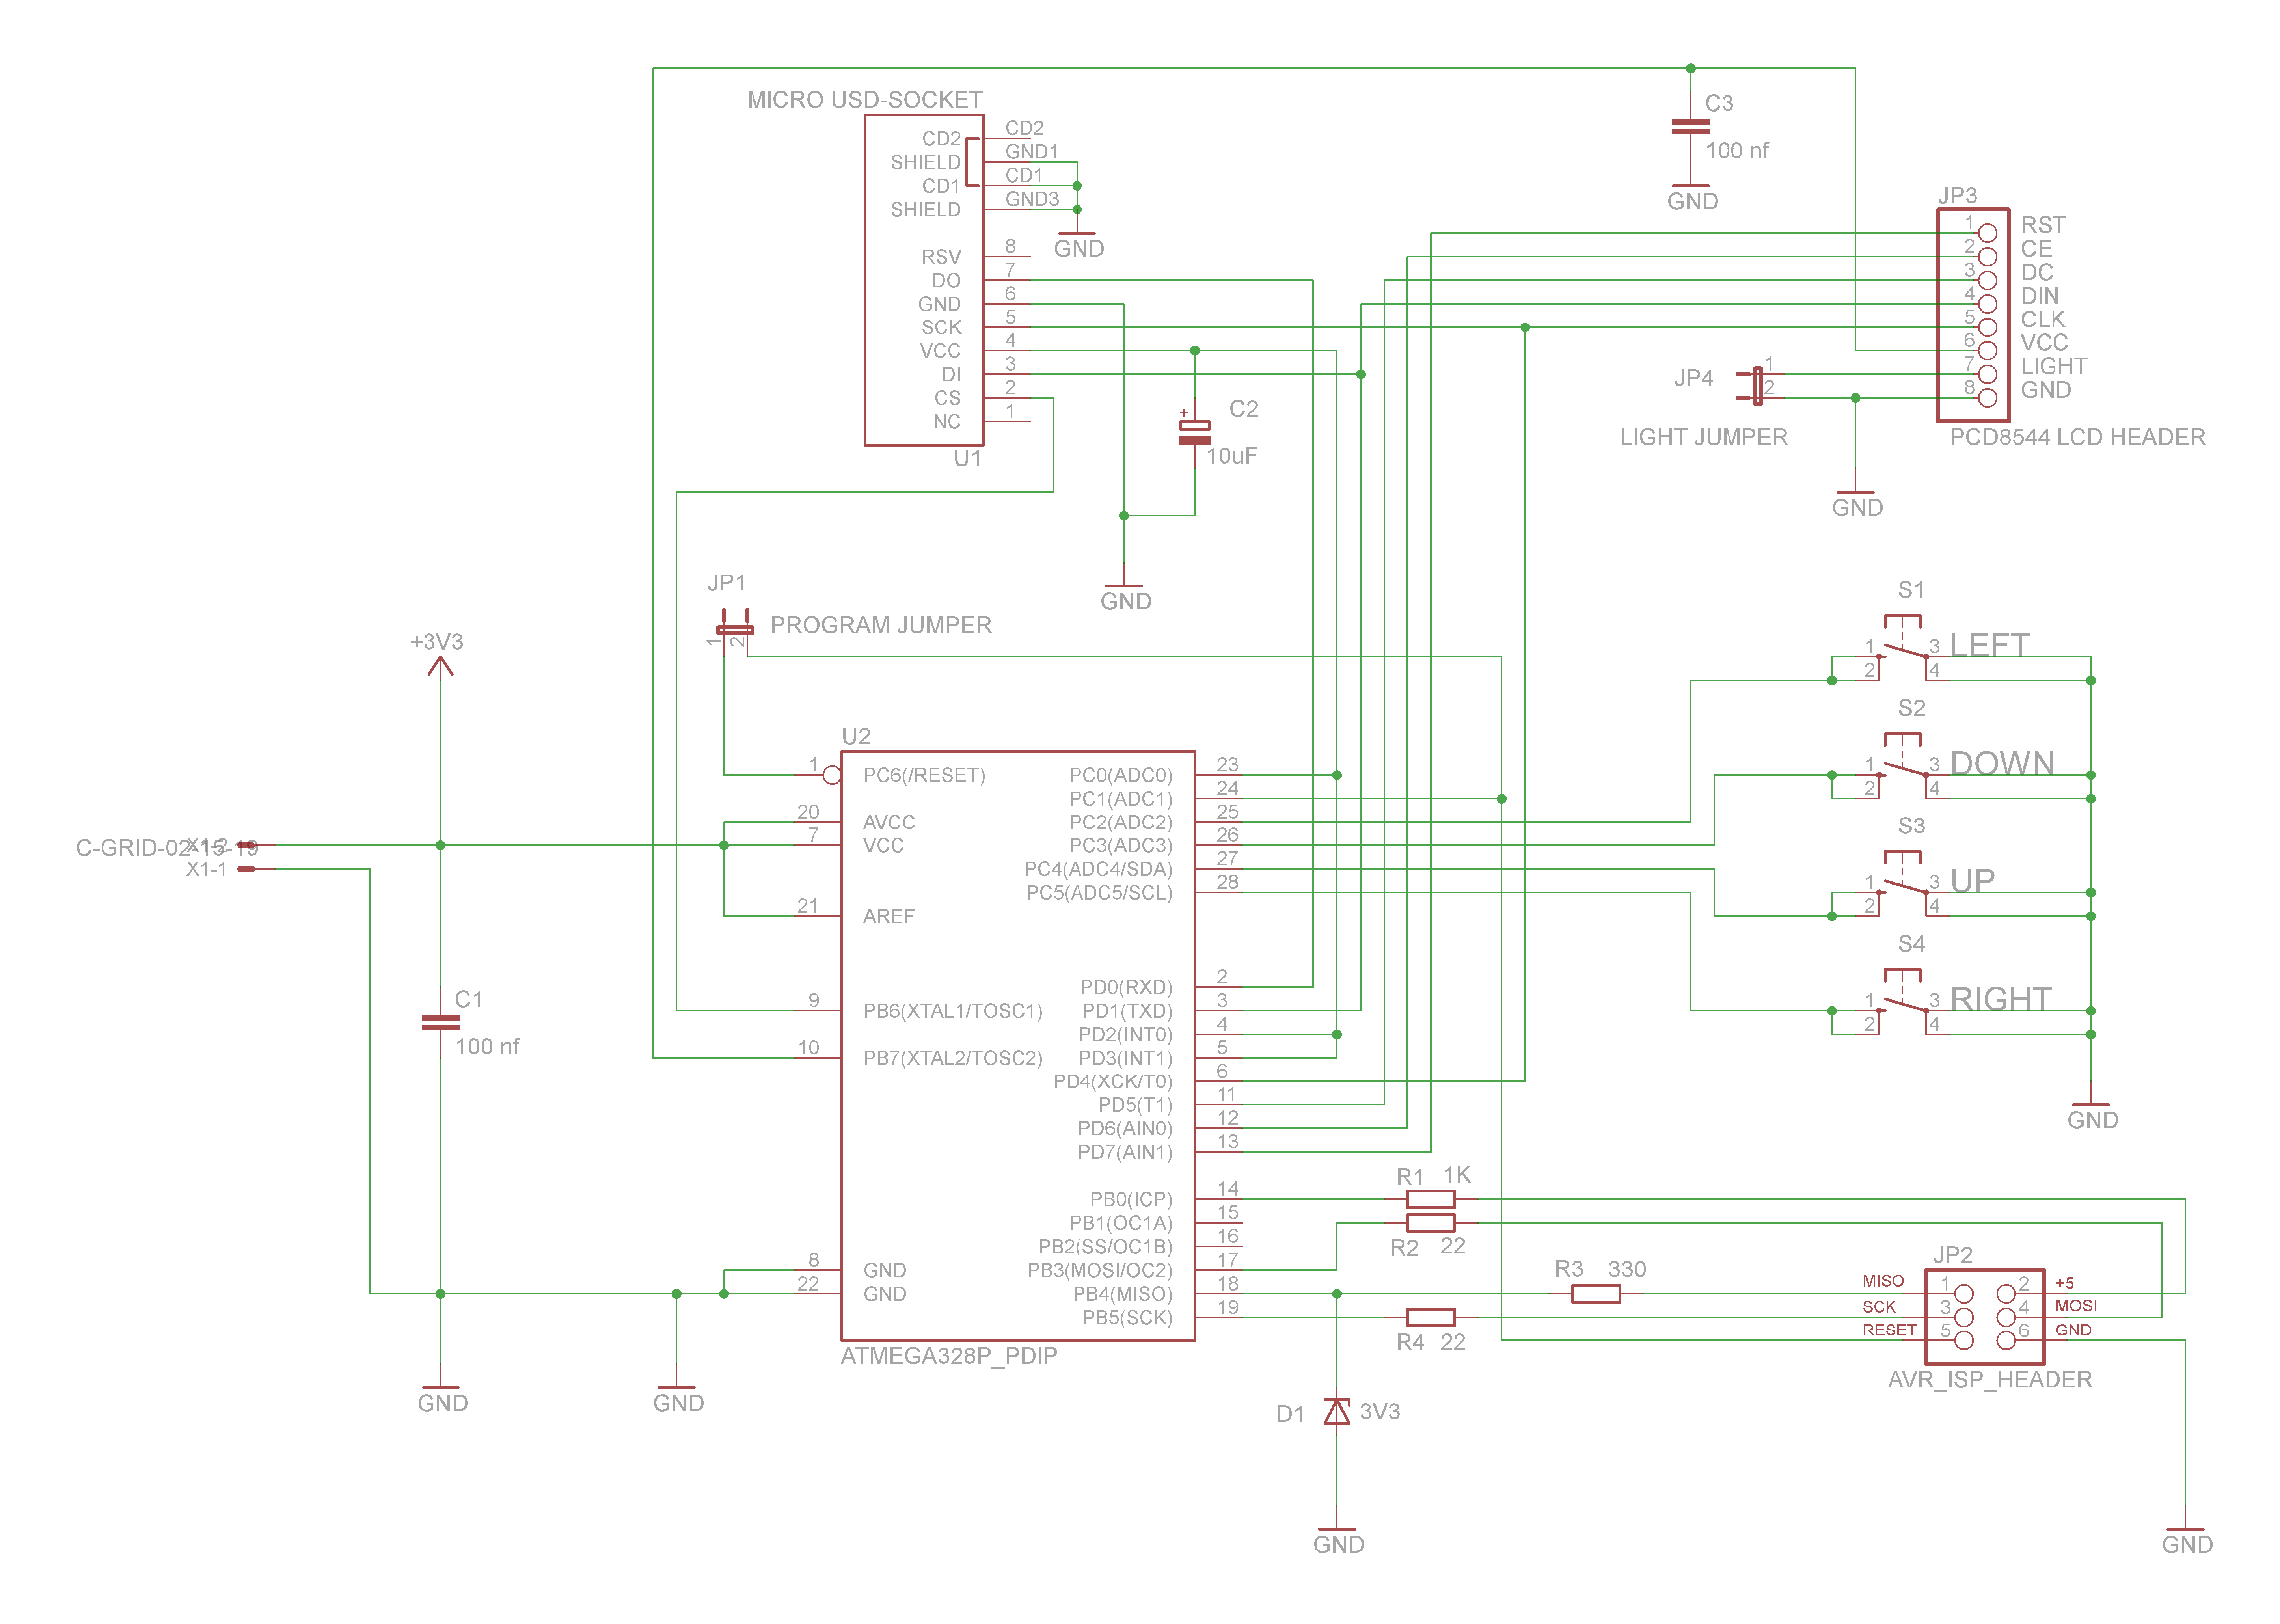 MICRO USD-SOCKET
CD2 CD2
SHIELD GND1
CD1 CD1
SHIELD GND3
GND
RSV 8
DO 7
GND 6
SCK 5
VCC 4
DI 3
CS 2
NC 1
U1
C2
10uF
GND
C3
100 nf
GND
JP3
1 RST
2 CE
3 DC
4 DIN
5 CLK
6 VCC
7 LIGHT
8 GND
PCD8544 LCD HEADER
JP4
1
2
LIGHT JUMPER
GND
JP1
1 2
PROGRAM JUMPER
+3V3
C-GRID-02-15-19
X1-2
X1-1
C1
100 nf
GND
GND
U2
1 PC6(/RESET)
20 AVCC
7 VCC
21 AREF
9 PB6(XTAL1/TOSC1)
10 PB7(XTAL2/TOSC2)
8 GND
22 GND
PC0(ADC0) 23
PC1(ADC1) 24
PC2(ADC2) 25
PC3(ADC3) 26
PC4(ADC4/SDA) 27
PC5(ADC5/SCL) 28
PD0(RXD) 2
PD1(TXD) 3
PD2(INT0) 4
PD3(INT1) 5
PD4(XCK/T0) 6
PD5(T1) 11
PD6(AIN0) 12
PD7(AIN1) 13
PB0(ICP) 14
PB1(OC1A) 15
PB2(SS/OC1B) 16
PB3(MOSI/OC2) 17
PB4(MISO) 18
PB5(SCK) 19
ATMEGA328P_PDIP
S1
1 3 LEFT
2 4
S2
1 3 DOWN
2 4
S3
1 3 UP
2 4
S4
1 3 RIGHT
2 4
GND
R1 1K
R2 22
R3 330
R4 22
D1 3V3
GND
JP2
MISO 1 2 +5
SCK 3 4 MOSI
RESET 5 6 GND
AVR_ISP_HEADER
GND